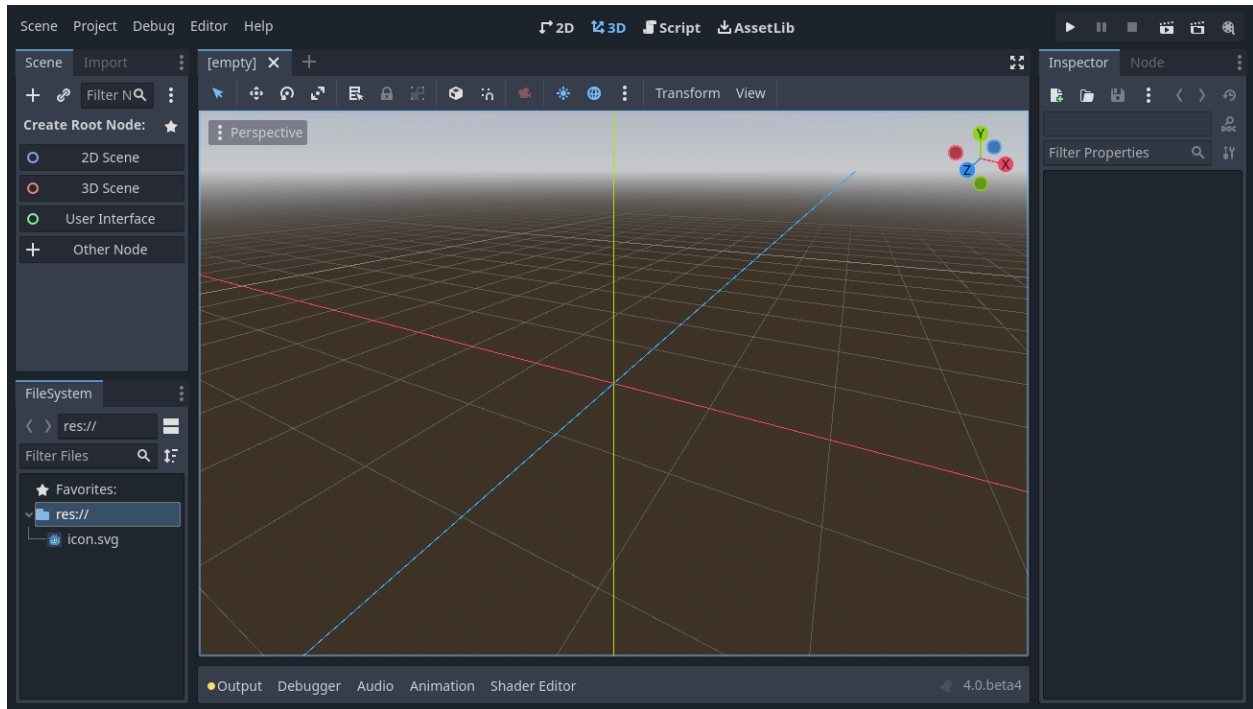 Scene Project Debug Editor Help
2D 3D Script AssetLib
Scene Import
Filter N
Create Root Node:
2D Scene
3D Scene
User Interface
Other Node
FileSystem
res://
Filter Files
Favorites:
res://
icon.svg
[empty]
Transform View
Perspective
Y
X
Z
Output Debugger Audio Animation Shader Editor
4.0.beta4
Inspector Node
DOC
Filter Properties